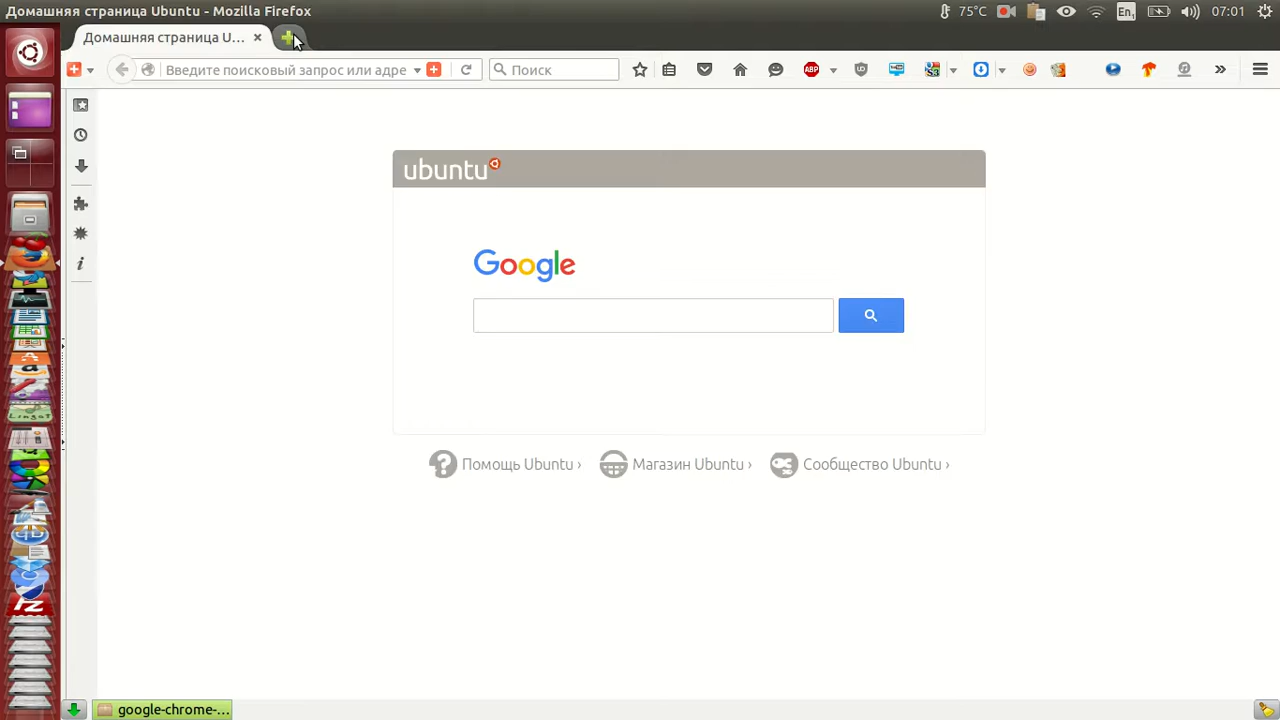 Домашняя страница Ubuntu - Mozilla Firefox
75°C
En
07:01
Домашняя страница U...
Введите поисковый запрос или адре
Поиск
ABP
ubuntu
Google
Помощь Ubuntu ›
Магазин Ubuntu ›
Сообщество Ubuntu ›
google-chrome-...